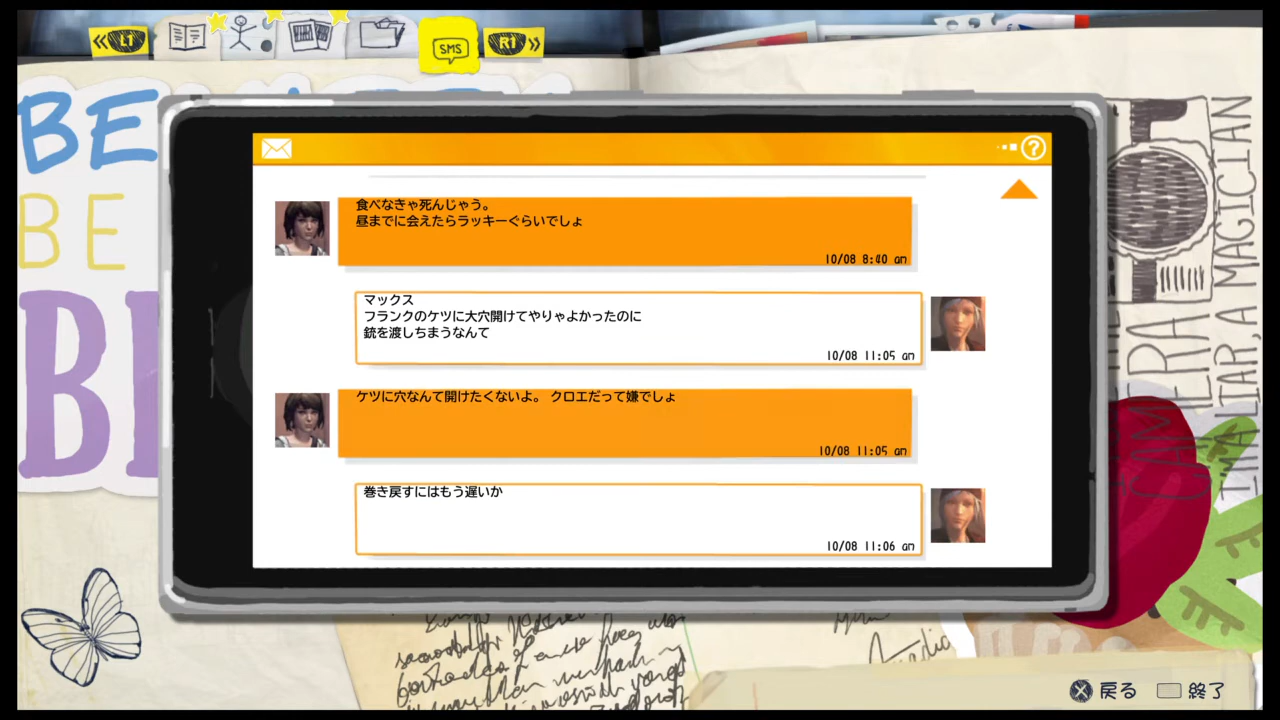 L1
SMS
R1
BE
BE
食べなきゃ死んじゃう。
昼までに会えたらラッキーぐらいでしょ
10/08 8:40 am
マックス
フランクのケツに大穴開けてやりゃよかったのに
銃を渡しちまうなんて
10/08 11:05 am
ケツに穴なんて開けたくないよ。 クロエだって嫌でしょ
10/08 11:05 am
巻き戻すにはもう遅いか
10/08 11:06 am
CAMERA
LIAR, A MAGICIAN
戻る
終了